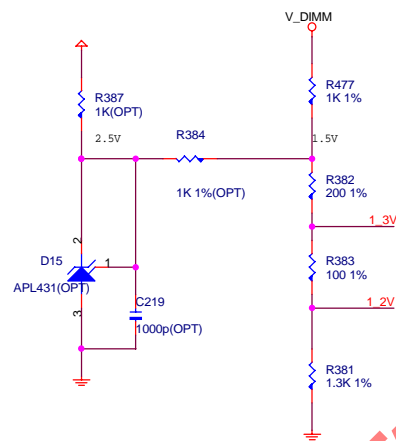 V_DIMM
R387
1K(OPT)
R477
1K 1%
2.5V
R384
1.5V
1K 1%(OPT)
R382
200 1%
1_3V
2
D15
1
APL431(OPT)
R383
100 1%
3
C219
1000p(OPT)
1_2V
R381
1.3K 1%